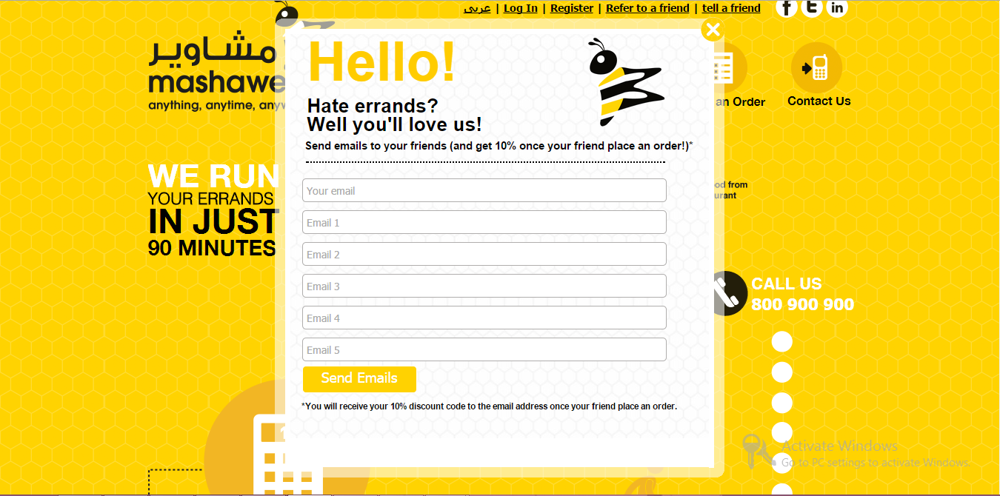 عربى | Log In | Register | Refer to a friend | tell a friend
مشاوير
mashawe
anything, anytime, anyw
an Order
Contact Us
WE RUN
YOUR ERRANDS
IN JUST
90 MINUTES
Hello!
Hate errands?
Well you'll love us!
Send emails to your friends (and get 10% once your friend place an order!)*
Your email
Email 1
Email 2
Email 3
Email 4
Email 5
Send Emails
*You will receive your 10% discount code to the email address once your friend place an order.
od from
urant
CALL US
800 900 900
Activate Windows
Go to PC settings to activate Windows.